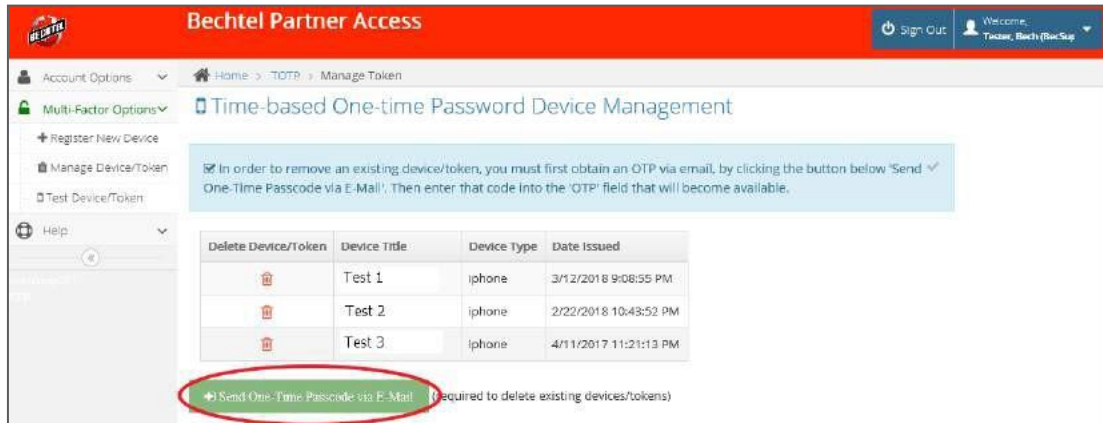 BECHTEL
Bechtel Partner Access
Sign Out
Welcome,
Tester, Bech (BecSup
Account Options
Multi-Factor Options
Register New Device
Manage Device/Token
Test Device/Token
Help
Home > TOTP > Manage Token
Time-based One-time Password Device Management
In order to remove an existing device/token, you must first obtain an OTP via email, by clicking the button below 'Send
One-Time Passcode via E-Mail'. Then enter that code into the 'OTP' field that will become available.
Delete Device/Token Device Title Device Type Date Issued
Test 1 iphone 3/12/2018 9:08:55 PM
Test 2 iphone 2/22/2018 10:43:52 PM
Test 3 Iphone 4/11/2017 11:21:13 PM
Send One-Time Passcode via E-Mail (required to delete existing devices/tokens)